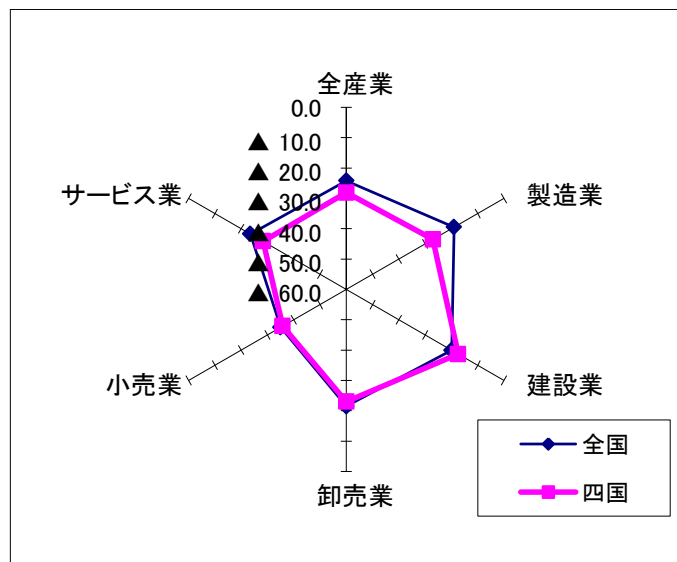 全産業
0.0
▲ 10.0
▲ 20.0
▲ 30.0
▲ 40.0
▲ 50.0
▲ 60.0
サービス業
製造業
小売業
建設業
卸売業
全国
四国